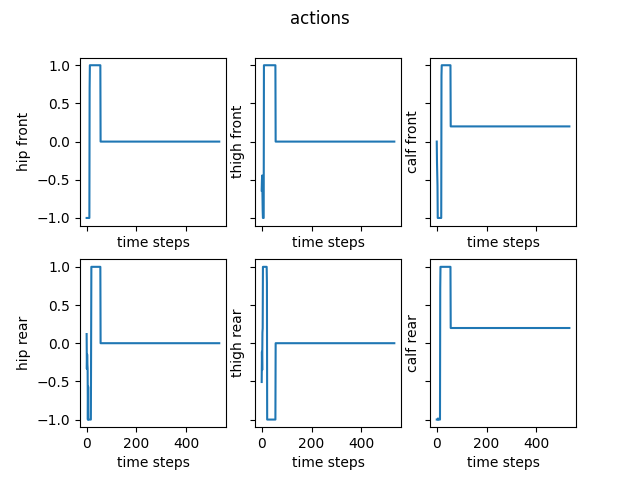 actions
1.0
0.5
0.0
−0.5
−1.0
hip front
time steps
thigh front
time steps
calf front
time steps
1.0
0.5
0.0
−0.5
−1.0
hip rear
0 200 400
time steps
thigh rear
0 200 400
time steps
calf rear
0 200 400
time steps